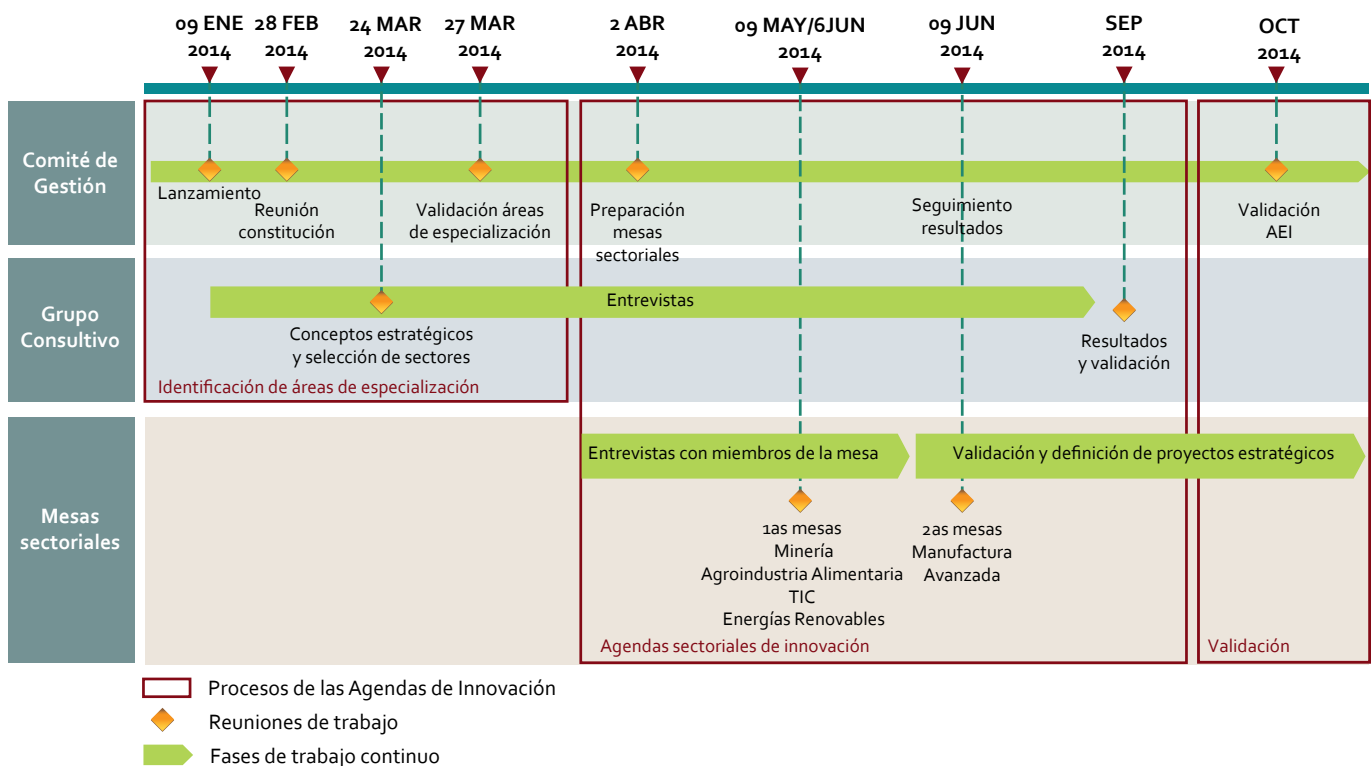 09 ENE
2014
28 FEB
2014
24 MAR
2014
27 MAR
2014
2 ABR
2014
09 MAY/6JUN
2014
09 JUN
2014
SEP
2014
OCT
2014
Comité de
Gestión
Lanzamiento
Reunión
constitución
Validación áreas
de especialización
Preparación
mesas
sectoriales
Seguimiento
resultados
Validación
AEI
Grupo
Consultivo
Entrevistas
Conceptos estratégicos
y selección de sectores
Resultados
y validación
Identificación de áreas de especialización
Mesas
sectoriales
Entrevistas con miembros de la mesa
Validación y definición de proyectos estratégicos
1as mesas
Minería
Agroindustria Alimentaria
TIC
Energías Renovables
2as mesas
Manufactura
Avanzada
Agendas sectoriales de innovación
Validación
Procesos de las Agendas de Innovación
Reuniones de trabajo
Fases de trabajo continuo